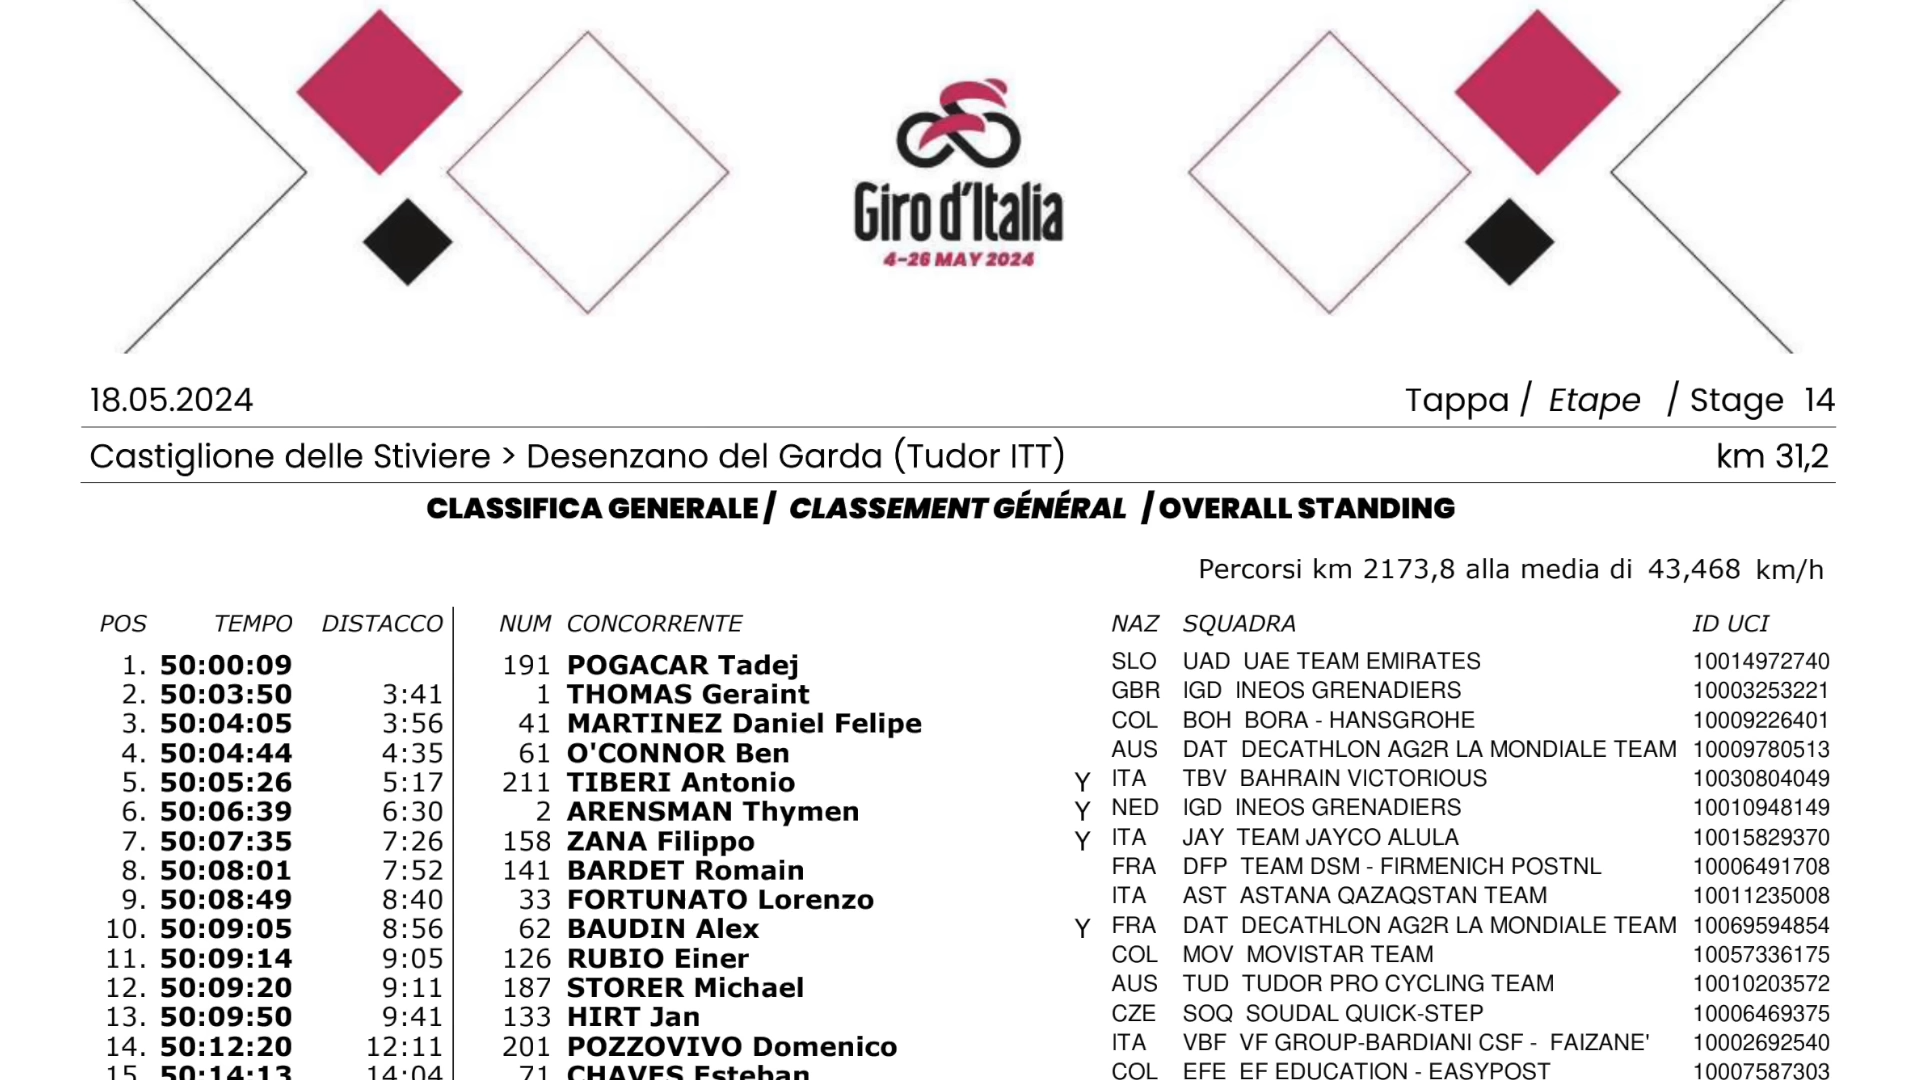 Giro d'Italia
4-26 MAY 2024
18.05.2024 Tappa / Etape / Stage 14
Castiglione delle Stiviere > Desenzano del Garda (Tudor ITT) km 31,2
CLASSIFICA GENERALE / CLASSEMENT GÉNÉRAL / OVERALL STANDING
Percorsi km 2173,8 alla media di 43,468 km/h
POS TEMPO DISTACCO NUM CONCORRENTE NAZ SQUADRA ID UCI
1. 50:00:09 191 POGACAR Tadej SLO UAD UAE TEAM EMIRATES 10014972740
2. 50:03:50 3:41 1 THOMAS Geraint GBR IGD INEOS GRENADIERS 10003253221
3. 50:04:05 3:56 41 MARTINEZ Daniel Felipe COL BOH BORA - HANSGROHE 10009226401
4. 50:04:44 4:35 61 O'CONNOR Ben AUS DAT DECATHLON AG2R LA MONDIALE TEAM 10009780513
5. 50:05:26 5:17 211 TIBERI Antonio Y ITA TBV BAHRAIN VICTORIOUS 10030804049
6. 50:06:39 6:30 2 ARENSMAN Thymen Y NED IGD INEOS GRENADIERS 10010948149
7. 50:07:35 7:26 158 ZANA Filippo Y ITA JAY TEAM JAYCO ALULA 10015829370
8. 50:08:01 7:52 141 BARDET Romain FRA DFP TEAM DSM - FIRMENICH POSTNL 10006491708
9. 50:08:49 8:40 33 FORTUNATO Lorenzo ITA AST ASTANA QAZAQSTAN TEAM 10011235008
10. 50:09:05 8:56 62 BAUDIN Alex Y FRA DAT DECATHLON AG2R LA MONDIALE TEAM 10069594854
11. 50:09:14 9:05 126 RUBIO Einer COL MOV MOVISTAR TEAM 10057336175
12. 50:09:20 9:11 187 STORER Michael AUS TUD TUDOR PRO CYCLING TEAM 10010203572
13. 50:09:50 9:41 133 HIRT Jan CZE SOQ SOUDAL QUICK-STEP 10006469375
14. 50:12:20 12:11 201 POZZOVIVO Domenico ITA VBF VF GROUP-BARDIANI CSF - FAIZANE' 10002692540
15. 50:14:13 14:04 71 CHAVES Esteban COL EFE EF EDUCATION - EASYPOST 10007587303